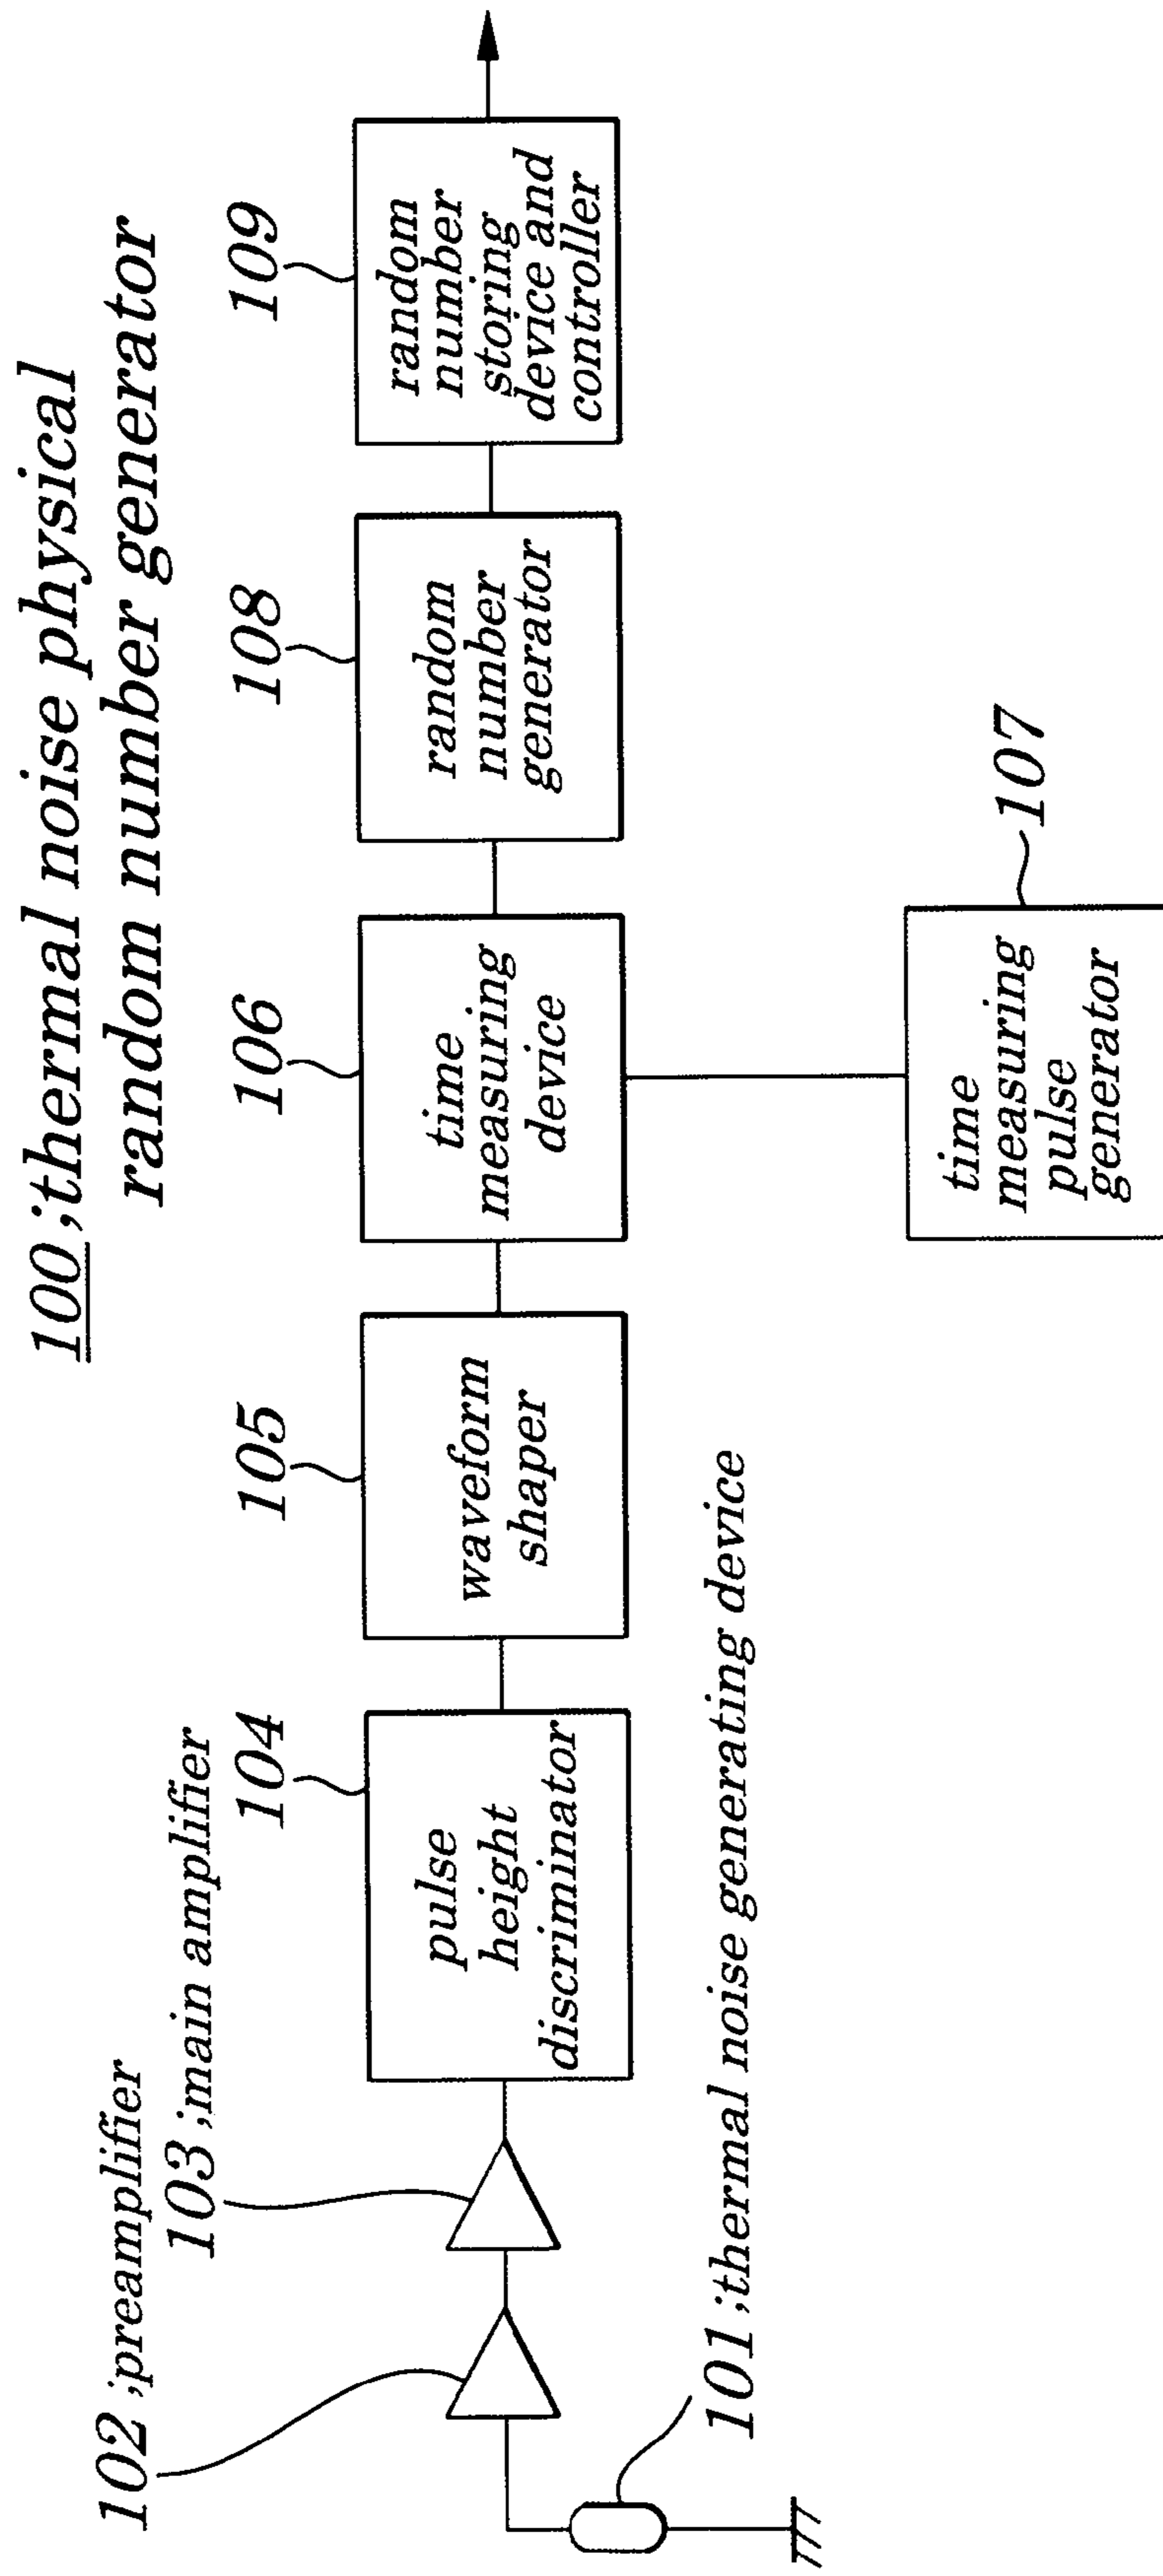 100 ;thermal noise physical
random number generator
102 ;preamplifier
103 ;main amplifier
104
105
106
108
109
pulse
height
discriminator
waveform
shaper
time
measuring
device
random
number
generator
random
number
storing
device and
controller
101 ;thermal noise generating device
time
measuring
pulse
generator
107